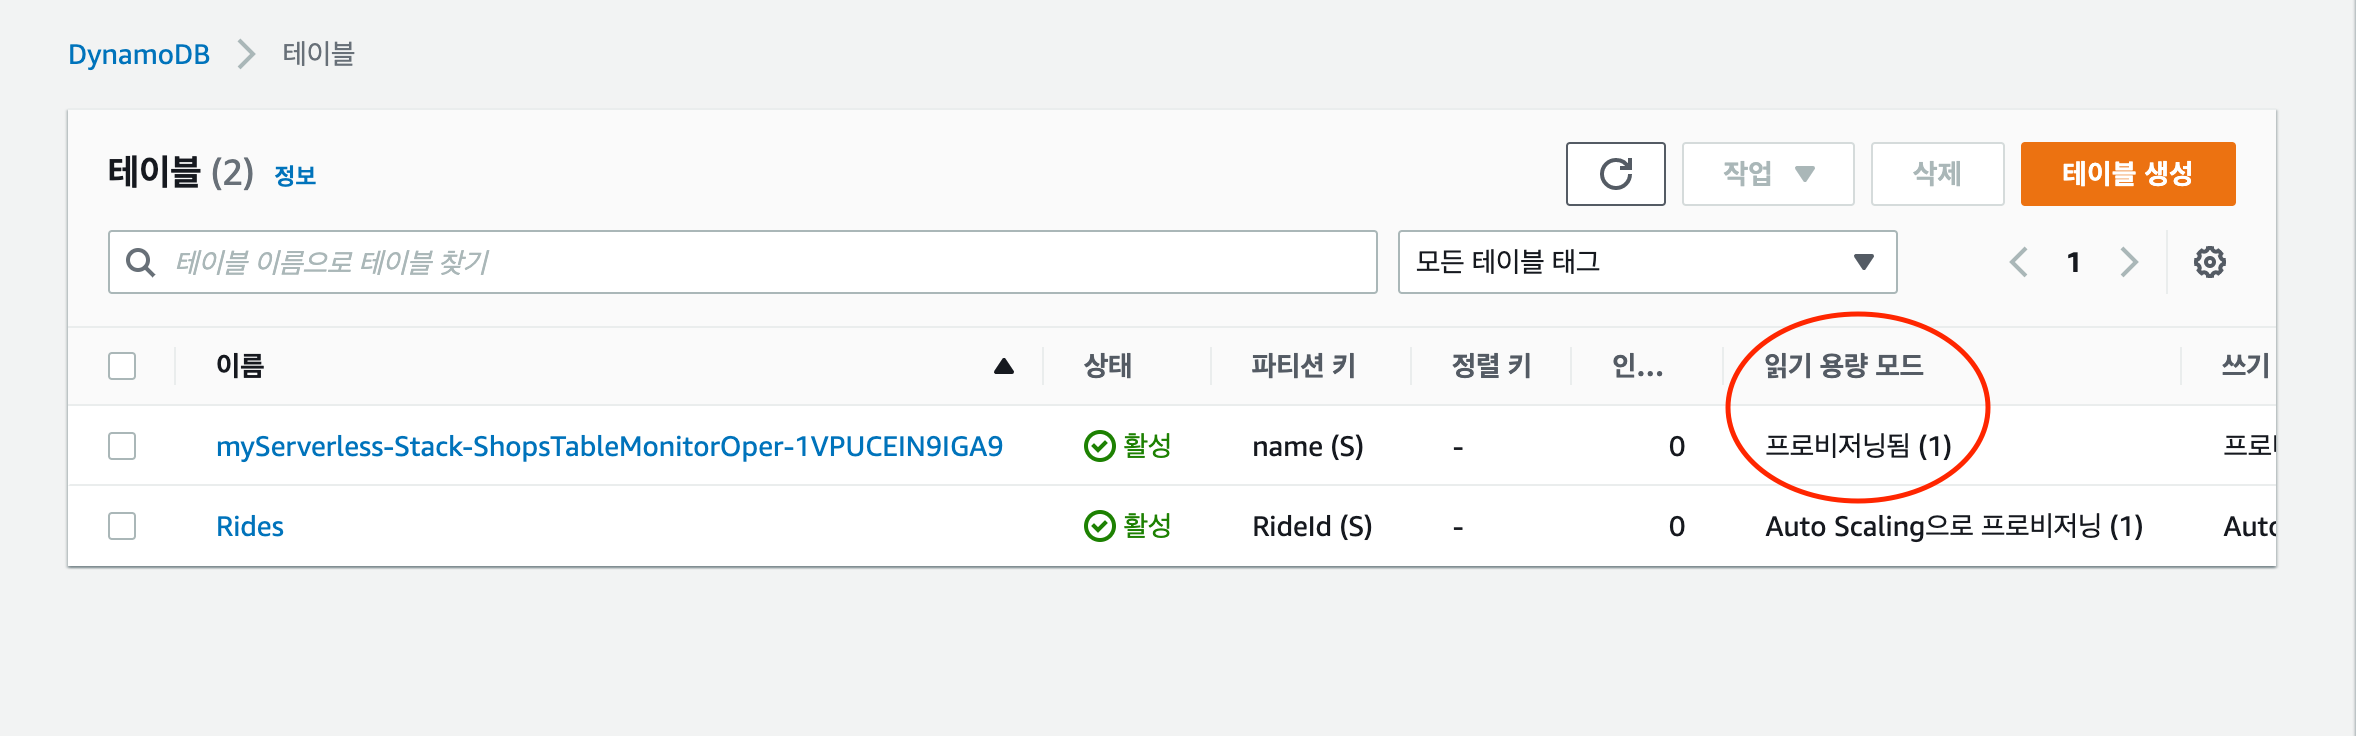 DynamoDB 테이블
테이블 (2) 정보 작업 삭제 테이블 생성
테이블 이름으로 테이블 찾기 모든 테이블 태그 1
이름 상태 파티션 키 정렬 키 인... 읽기 용량 모드 쓰기
myServerless-Stack-ShopsTableMonitorOper-1VPUCEIN9IGA9 활성 name (S) - 0 프로비저닝됨 (1) 프로
Rides 활성 RideId (S) - 0 Auto Scaling으로 프로비저닝 (1) Auto